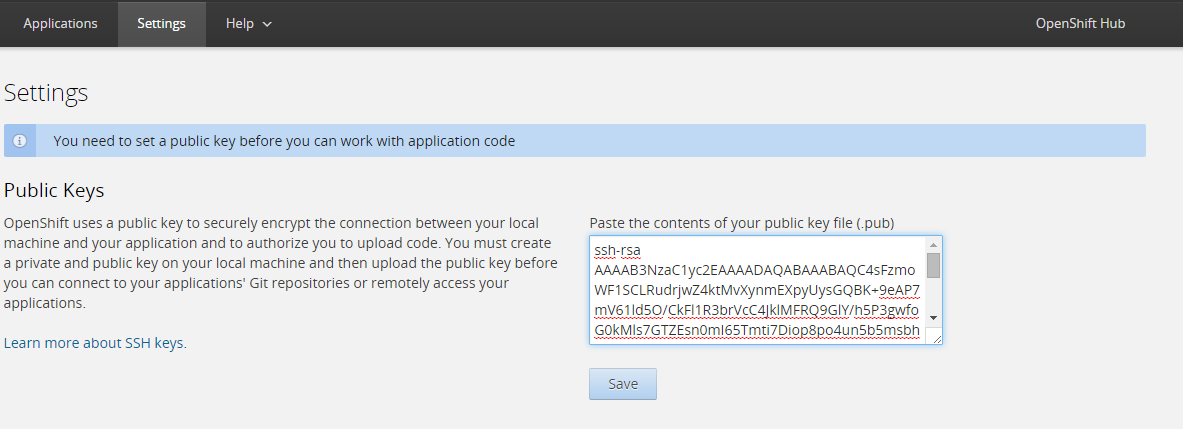 Applications Settings Help OpenShift Hub
Settings
You need to set a public key before you can work with application code
Public Keys
OpenShift uses a public key to securely encrypt the connection between your local
machine and your application and to authorize you to upload code. You must create
a private and public key on your local machine and then upload the public key before
you can connect to your applications' Git repositories or remotely access your
applications.
Learn more about SSH keys.
Paste the contents of your public key file (.pub)
ssh-rsa
AAAAB3NzaC1yc2EAAAADAQABAAABAQC4sFzmo
WF1SCLRudrjwZ4ktMvXynmEXpyUysGQBK+9eAP7
mV61ld5O/CkFl1R3brVcC4JklMFRQ9GlY/h5P3gwfo
G0kMls7GTZEsn0ml65Tmti7Diop8po4un5b5msbh
Save